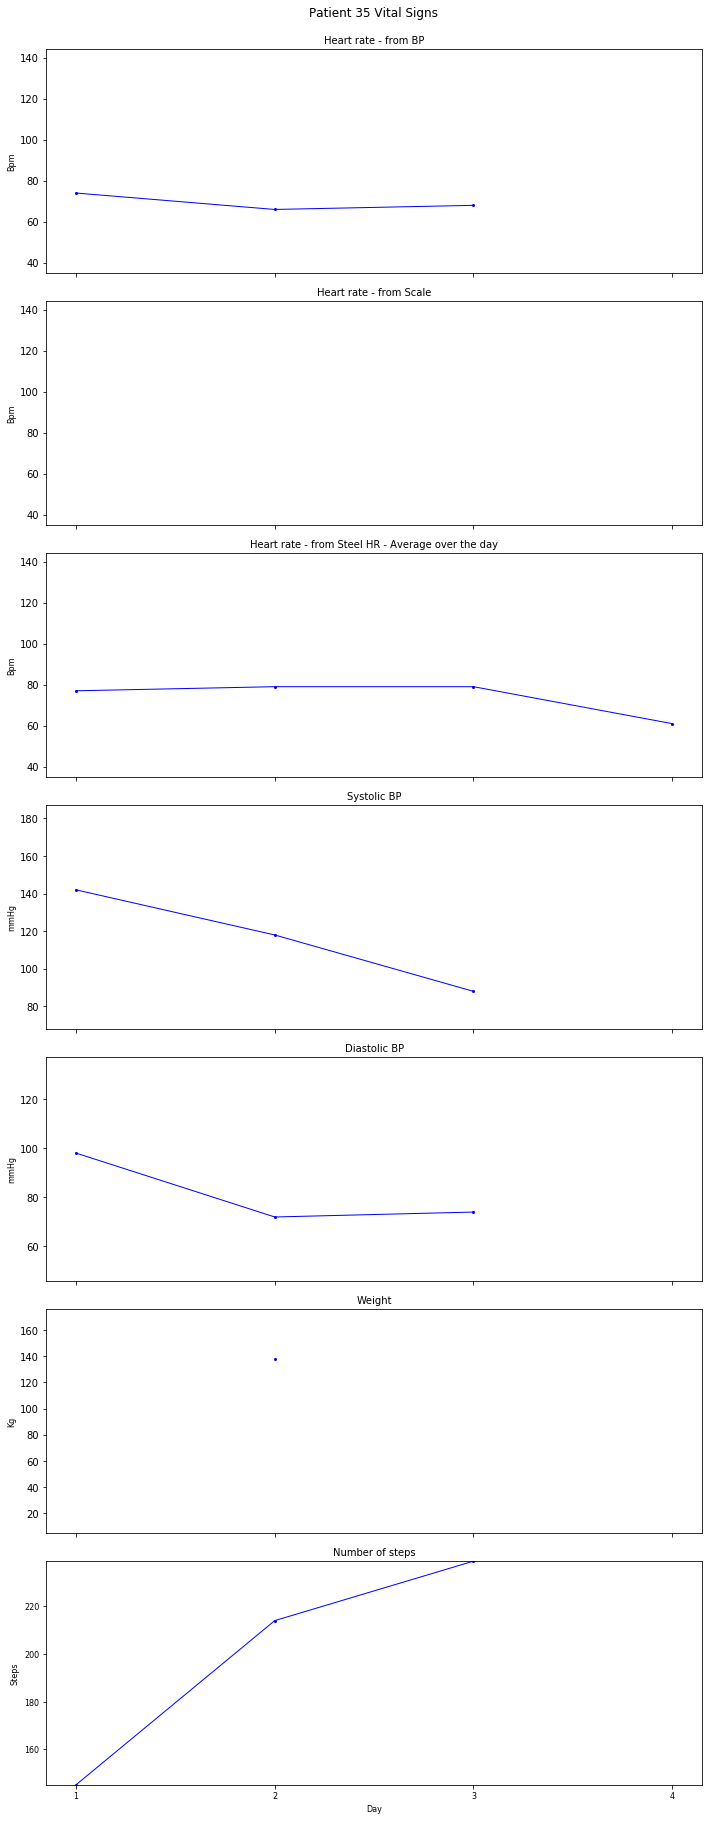 Patient 35 Vital Signs
Heart rate - from BP
140
120
100
80
60
40
Bpm
Heart rate - from Scale
140
120
100
80
60
40
Bpm
Heart rate - from Steel HR - Average over the day
140
120
100
80
60
40
Bpm
Systolic BP
180
160
140
120
100
80
mmHg
Diastolic BP
120
100
80
60
mmHg
Weight
160
140
120
100
80
60
40
20
Kg
Number of steps
220
200
180
160
Steps
1 2 3 4
Day